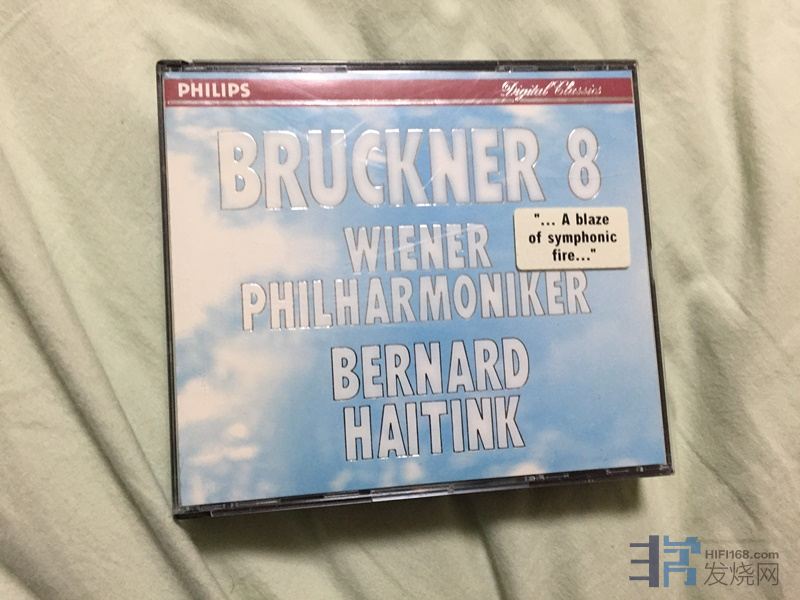 PHILIPS
Digital Classics
BRUCKNER 8
WIENER
PHILHARMONIKER
BERNARD
HAITINK
"... A blaze
of symphonic
fire..."
HIFI168.com
发烧网